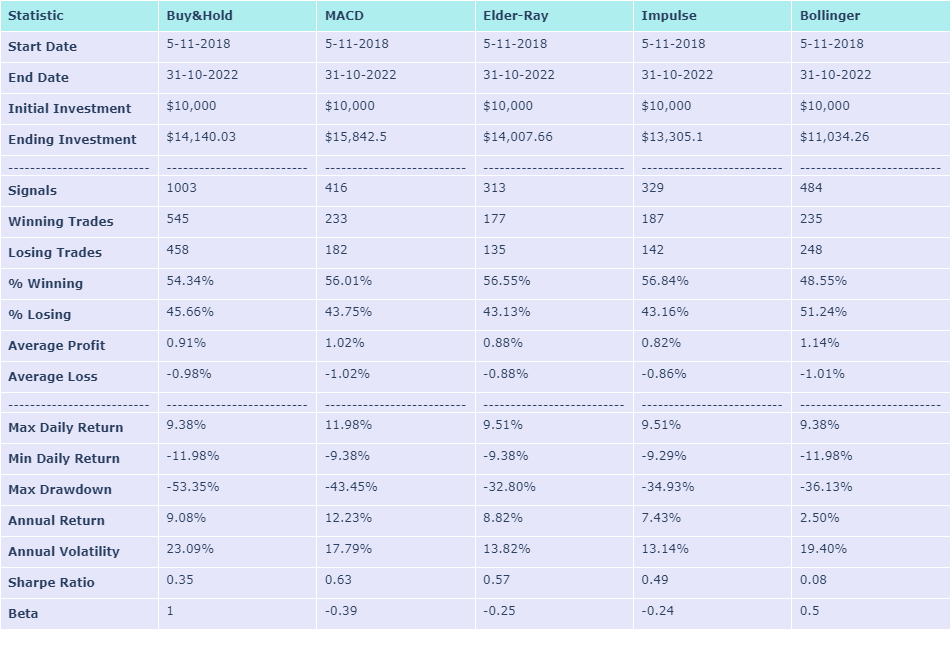 Statistic Buy&Hold MACD Elder-Ray Impulse Bollinger
Start Date 5-11-2018 5-11-2018 5-11-2018 5-11-2018 5-11-2018
End Date 31-10-2022 31-10-2022 31-10-2022 31-10-2022 31-10-2022
Initial Investment $10,000 $10,000 $10,000 $10,000 $10,000
Ending Investment $14,140.03 $15,842.5 $14,007.66 $13,305.1 $11,034.26
-------------------------- -------------------------- -------------------------- -------------------------- -------------------------- --------------------------
Signals 1003 416 313 329 484
Winning Trades 545 233 177 187 235
Losing Trades 458 182 135 142 248
% Winning 54.34% 56.01% 56.55% 56.84% 48.55%
% Losing 45.66% 43.75% 43.13% 43.16% 51.24%
Average Profit 0.91% 1.02% 0.88% 0.82% 1.14%
Average Loss -0.98% -1.02% -0.88% -0.86% -1.01%
-------------------------- -------------------------- -------------------------- -------------------------- -------------------------- --------------------------
Max Daily Return 9.38% 11.98% 9.51% 9.51% 9.38%
Min Daily Return -11.98% -9.38% -9.38% -9.29% -11.98%
Max Drawdown -53.35% -43.45% -32.80% -34.93% -36.13%
Annual Return 9.08% 12.23% 8.82% 7.43% 2.50%
Annual Volatility 23.09% 17.79% 13.82% 13.14% 19.40%
Sharpe Ratio 0.35 0.63 0.57 0.49 0.08
Beta 1 -0.39 -0.25 -0.24 0.5